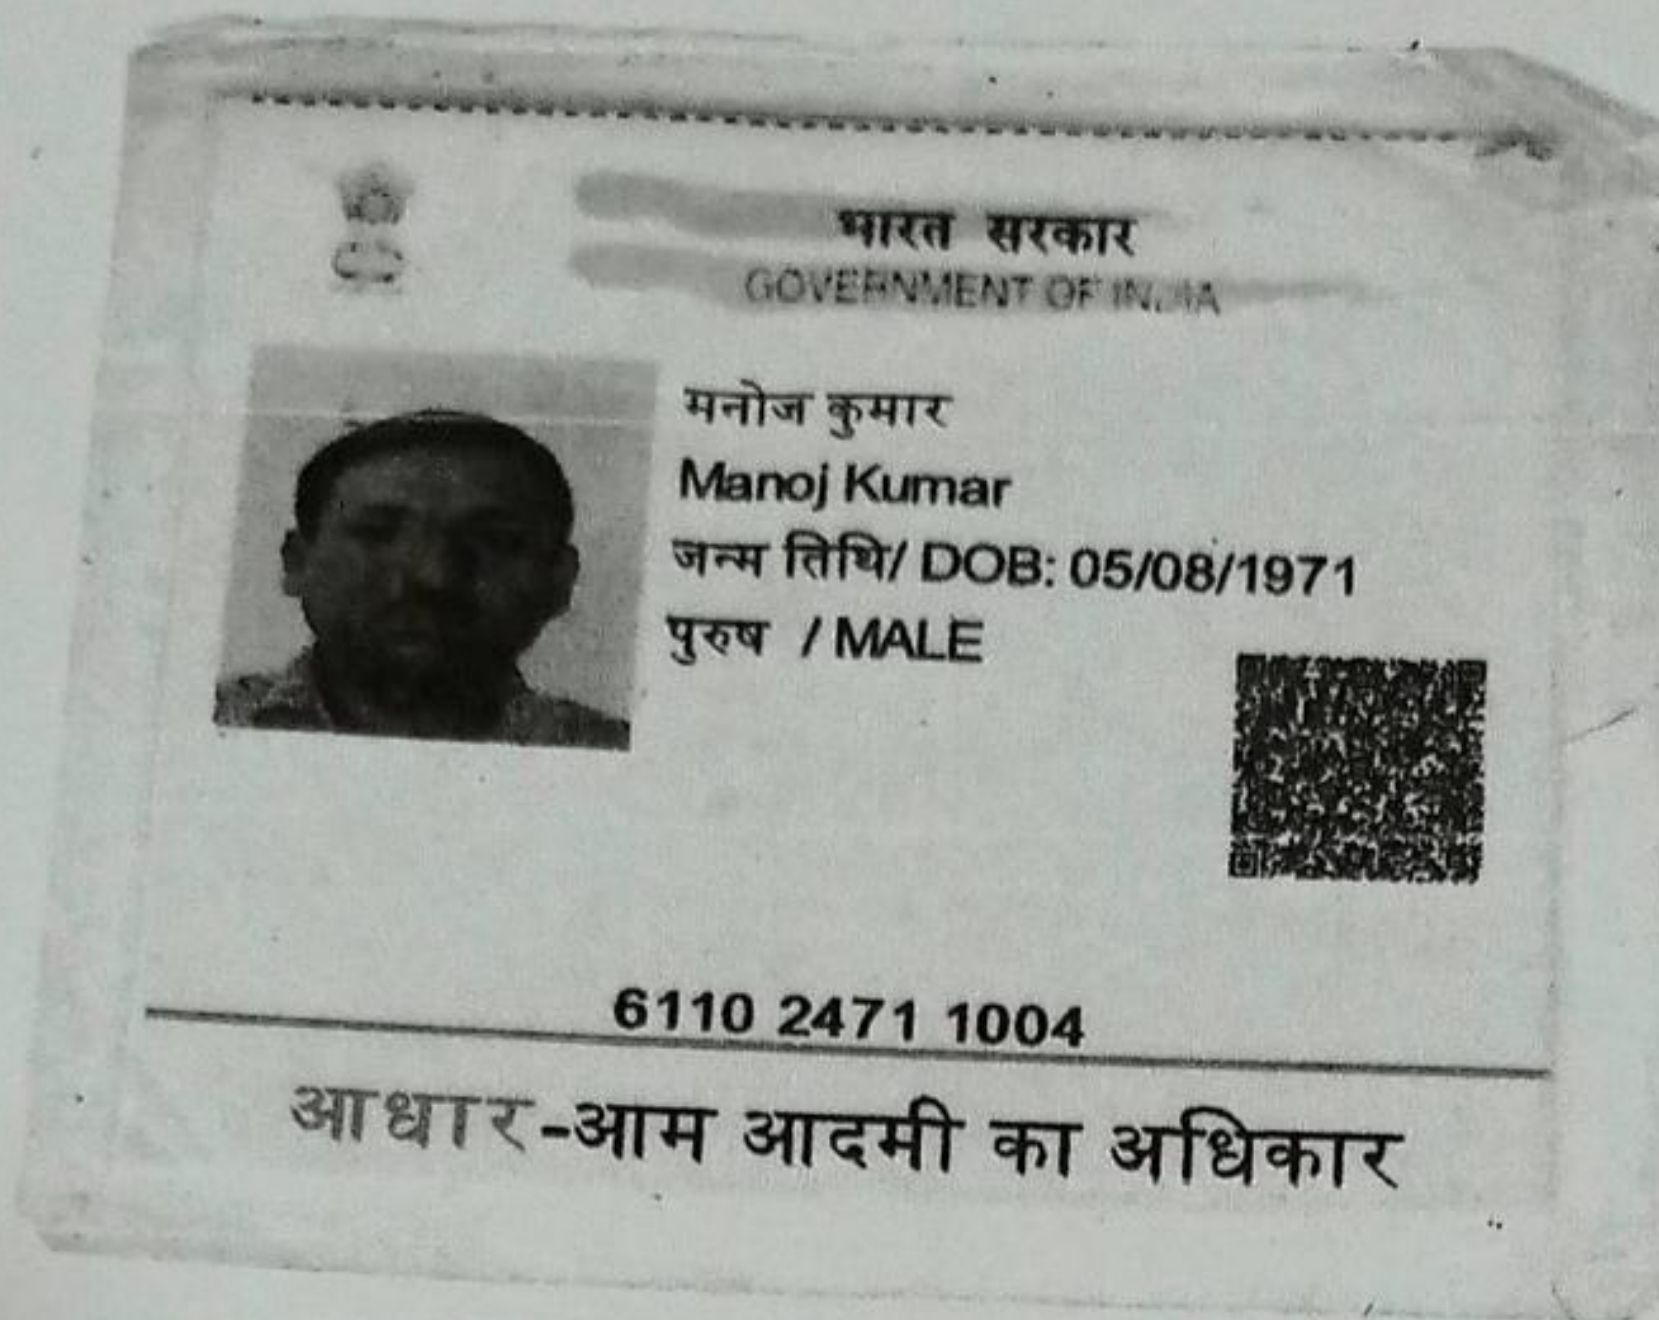 भारत सरकार
GOVERNMENT OF INDIA
मनोज कुमार
Manoj Kumar
जन्म तिथि/ DOB: 05/08/1971
पुरुष / MALE
6110 2471 1004
आधार-आम आदमी का अधिकार